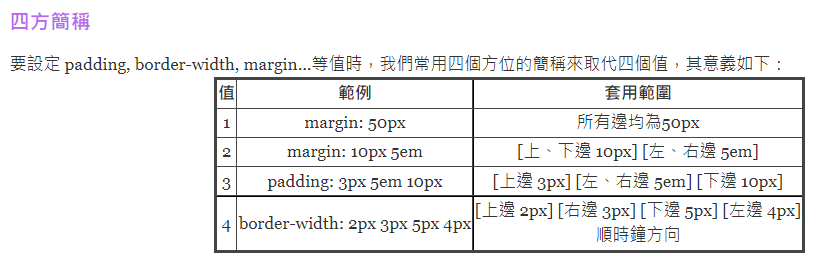 四方簡稱
要設定 padding, border-width, margin...等值時，我們常用四個方位的簡稱來取代四個值，其意義如下：
值 範例 套用範圍
1 margin: 50px 所有邊均為50px
2 margin: 10px 5em [上、下邊 10px] [左、右邊 5em]
3 padding: 3px 5em 10px [上邊 3px] [左、右邊 5em] [下邊 10px]
4 border-width: 2px 3px 5px 4px [上邊 2px] [右邊 3px] [下邊 5px] [左邊 4px]
順時鐘方向